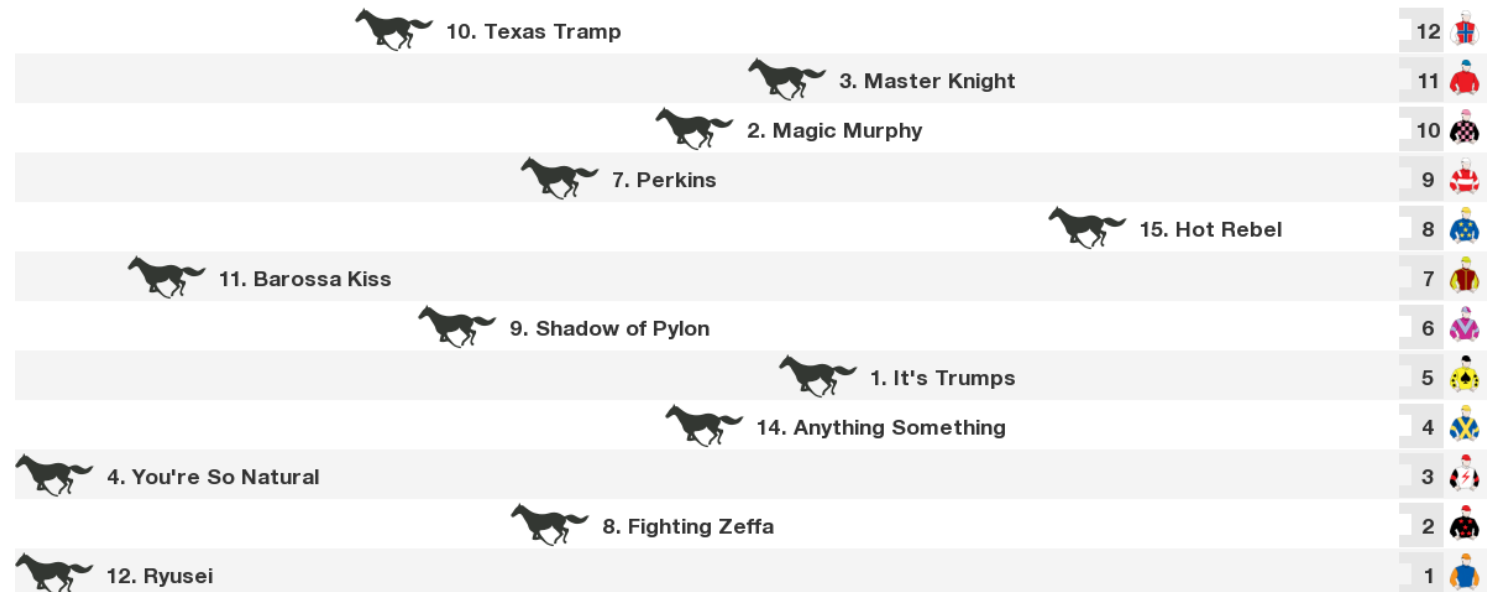 10. Texas Tramp 12
3. Master Knight 11
2. Magic Murphy 10
7. Perkins 9
15. Hot Rebel 8
11. Barossa Kiss 7
9. Shadow of Pylon 6
1. It's Trumps 5
14. Anything Something 4
4. You're So Natural 3
8. Fighting Zeffa 2
12. Ryusei 1